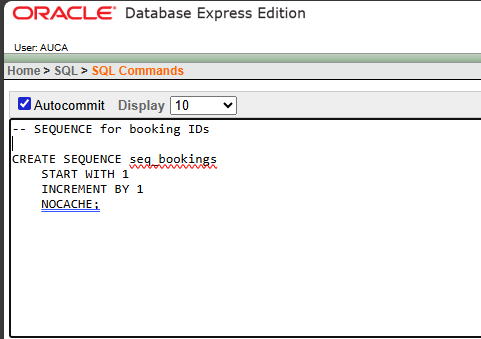 ORACLE® Database Express Edition
User: AUCA
Home > SQL > SQL Commands
Autocommit Display 10
-- SEQUENCE for booking IDs
CREATE SEQUENCE seq_bookings
START WITH 1
INCREMENT BY 1
NOCACHE;